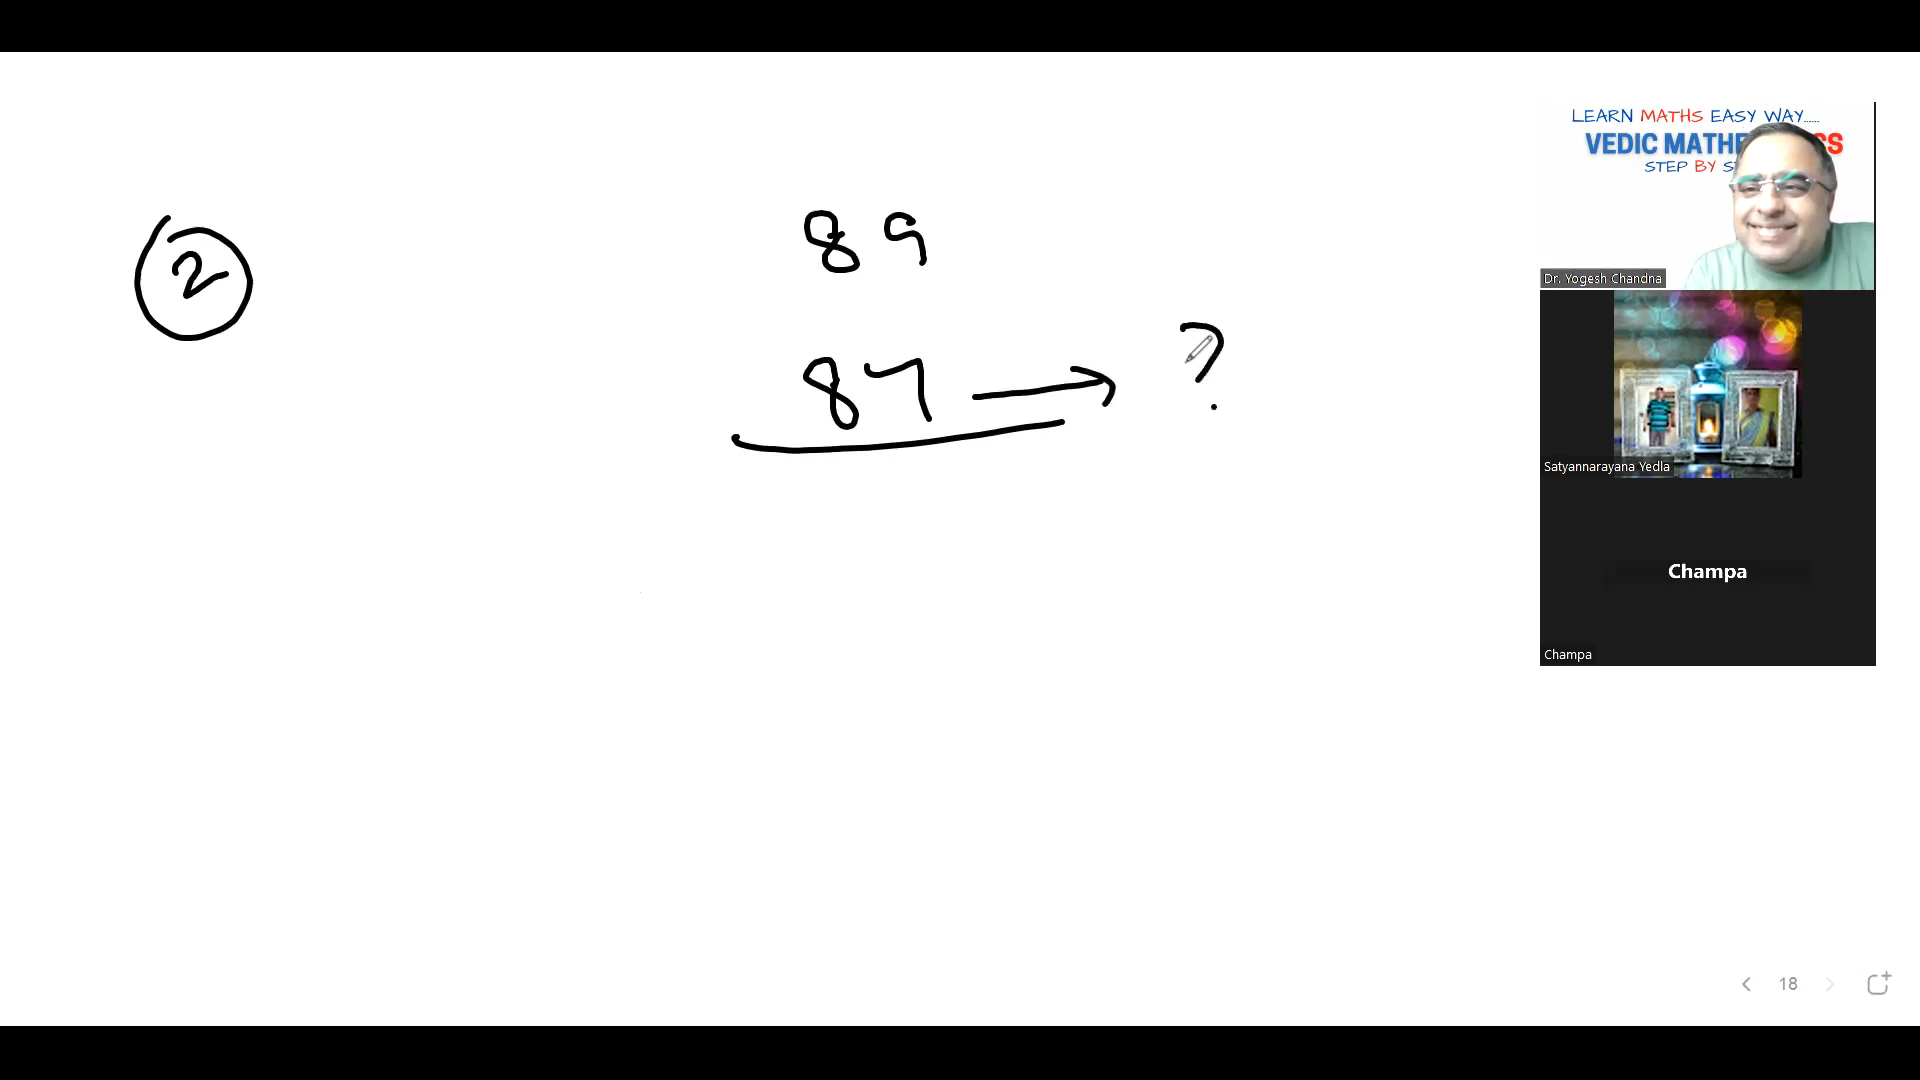 LEARN MATHS EASY WAY......
VEDIC MATHE
STEP BY S
Dr. Yogesh Chandna
2
89
87 → ?
Satyannarayana Yedla
Champa
Champa
18